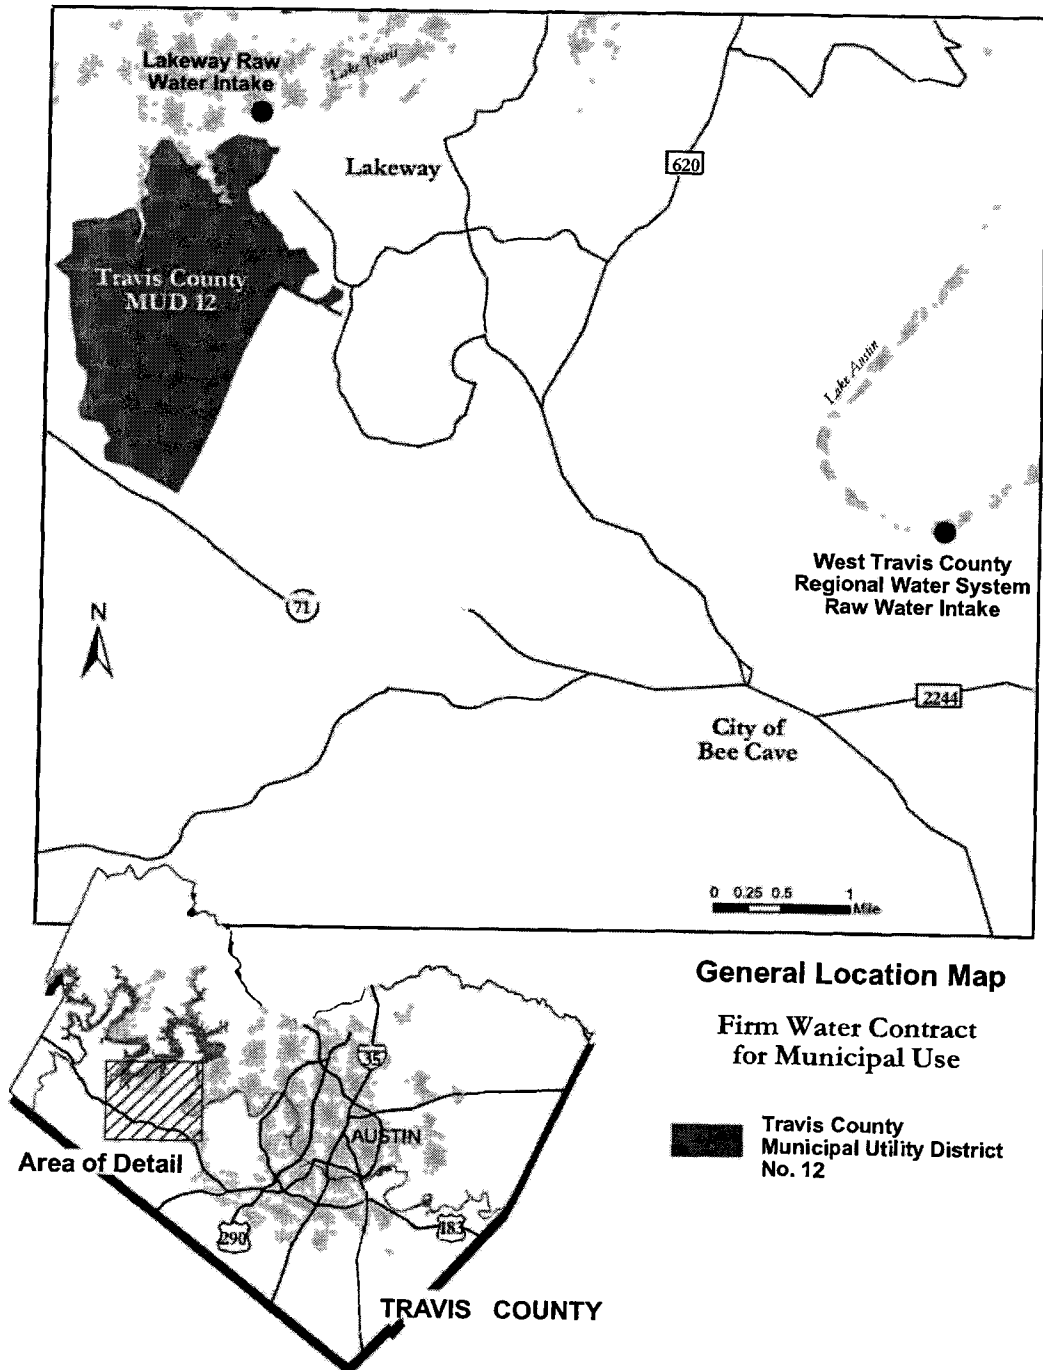 Lakeway Raw
Water Intake
Lake Travis
Lakeway
620
Travis County
MUD 12
Lake Austin
West Travis County
Regional Water System
Raw Water Intake
N
71
2244
City of
Bee Cave
0 0.25 0.5 1
Mile
General Location Map
Firm Water Contract
for Municipal Use
35
AUSTIN
Travis County
Municipal Utility District
No. 12
Area of Detail
290
183
TRAVIS COUNTY